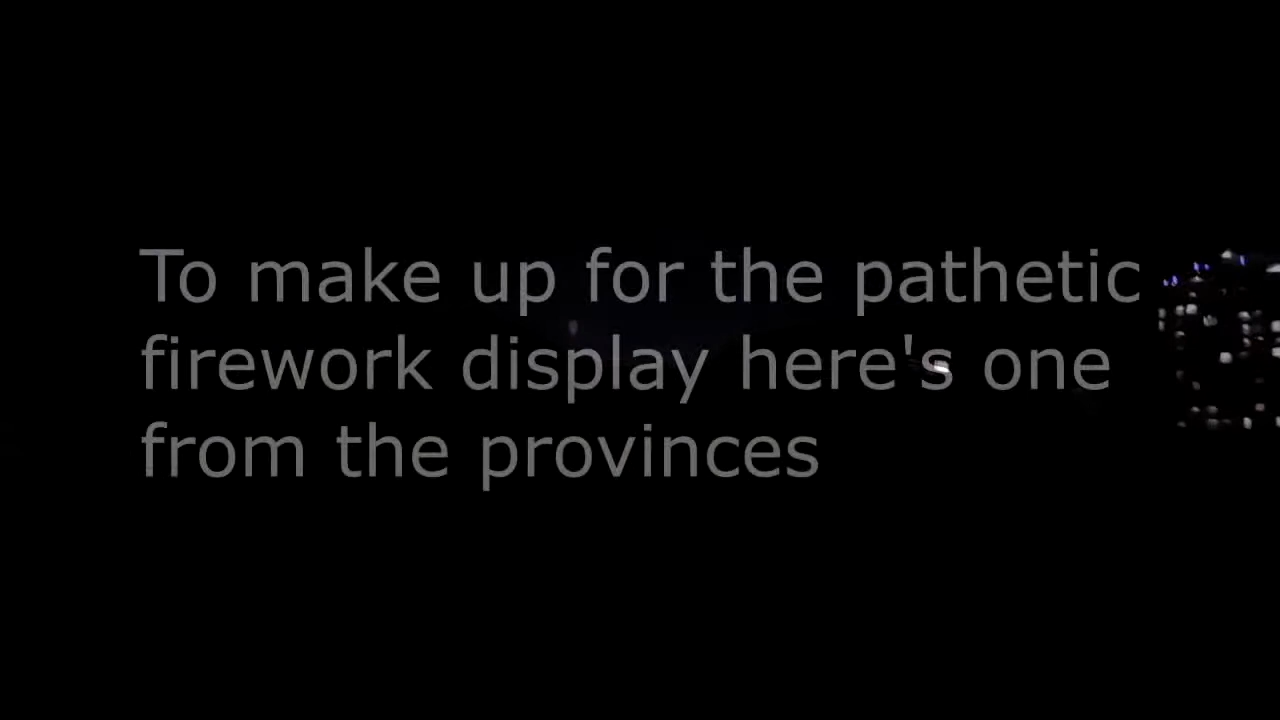 To make up for the pathetic
firework display here's one
from the provinces